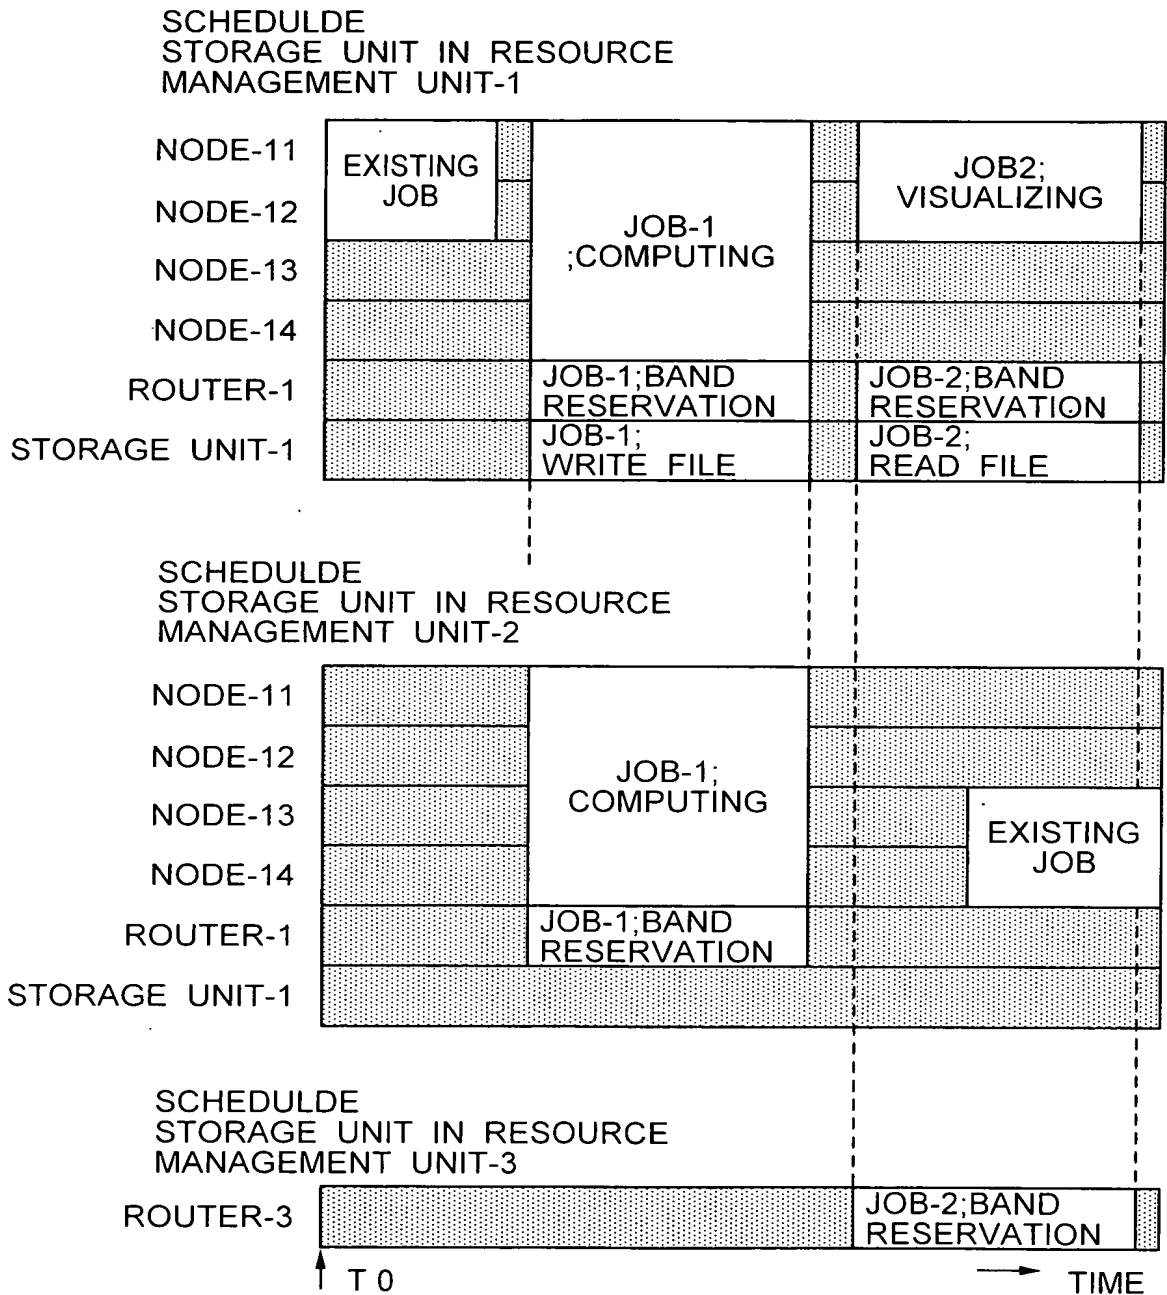 SCHEDULDE
STORAGE UNIT IN RESOURCE
MANAGEMENT UNIT-1
NODE-11
NODE-12
NODE-13
NODE-14
ROUTER-1
STORAGE UNIT-1
EXISTING
JOB
JOB-1
;COMPUTING
JOB2;
VISUALIZING
JOB-1;BAND
RESERVATION
JOB-2;BAND
RESERVATION
JOB-1;
WRITE FILE
JOB-2;
READ FILE
SCHEDULDE
STORAGE UNIT IN RESOURCE
MANAGEMENT UNIT-2
NODE-11
NODE-12
NODE-13
NODE-14
ROUTER-1
STORAGE UNIT-1
JOB-1;
COMPUTING
EXISTING
JOB
JOB-1;BAND
RESERVATION
SCHEDULDE
STORAGE UNIT IN RESOURCE
MANAGEMENT UNIT-3
ROUTER-3
JOB-2;BAND
RESERVATION
T 0
TIME